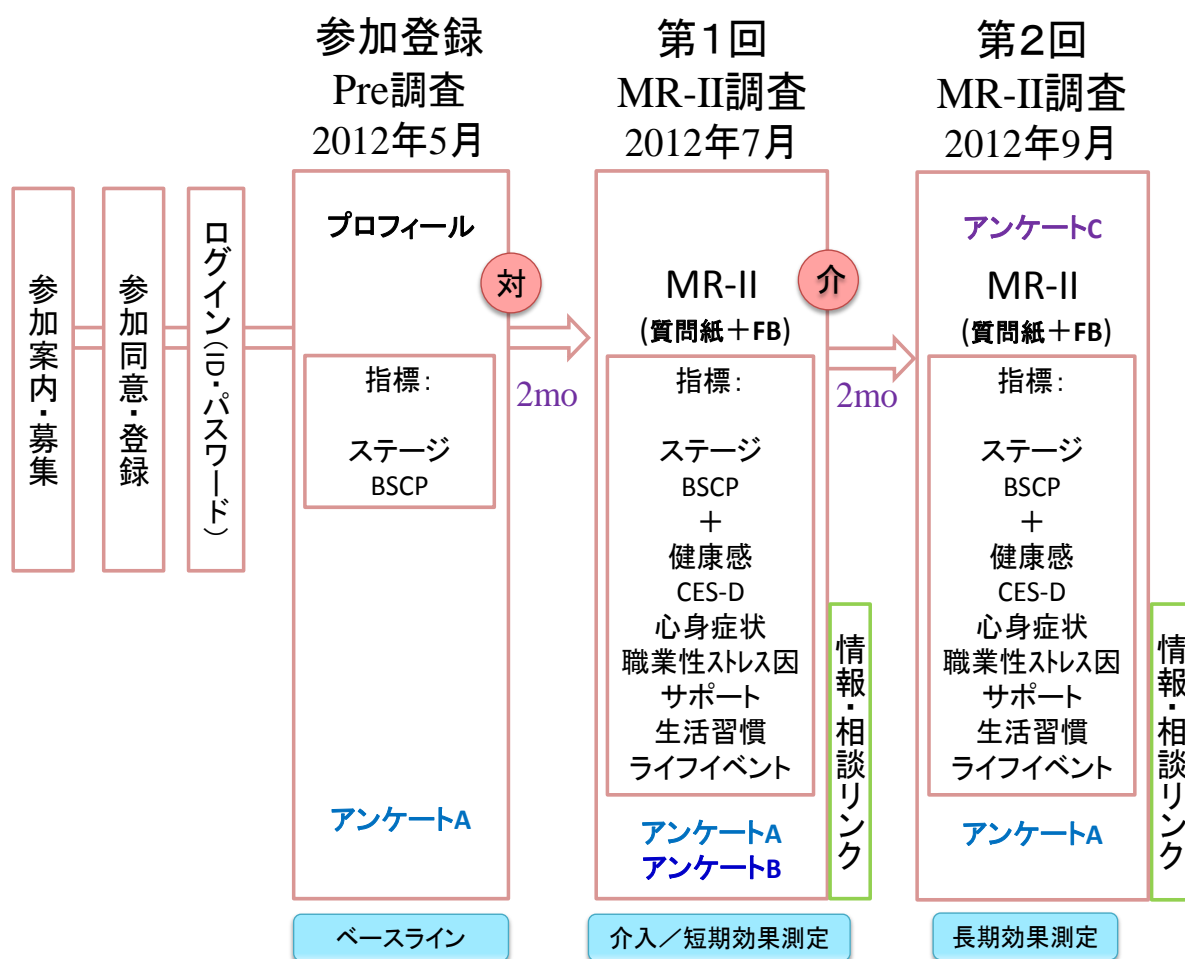 参加登録
Pre調査
2012年5月
第1回
MR-II調査
2012年7月
第2回
MR-II調査
2012年9月
参加案内・募集
参加同意・登録
ログイン(ID・パスワード)
プロフィール
指標:
ステージ
BSCP
アンケートA
ベースライン
対
2mo
MR-II
(質問紙+FB)
指標:
ステージ
BSCP
+
健康感
CES-D
心身症状
職業性ストレス因
サポート
生活習慣
ライフイベント
アンケートA
アンケートB
情報・相談リンク
介入/短期効果測定
介
2mo
アンケートC
MR-II
(質問紙+FB)
指標:
ステージ
BSCP
+
健康感
CES-D
心身症状
職業性ストレス因
サポート
生活習慣
ライフイベント
アンケートA
情報・相談リンク
長期効果測定